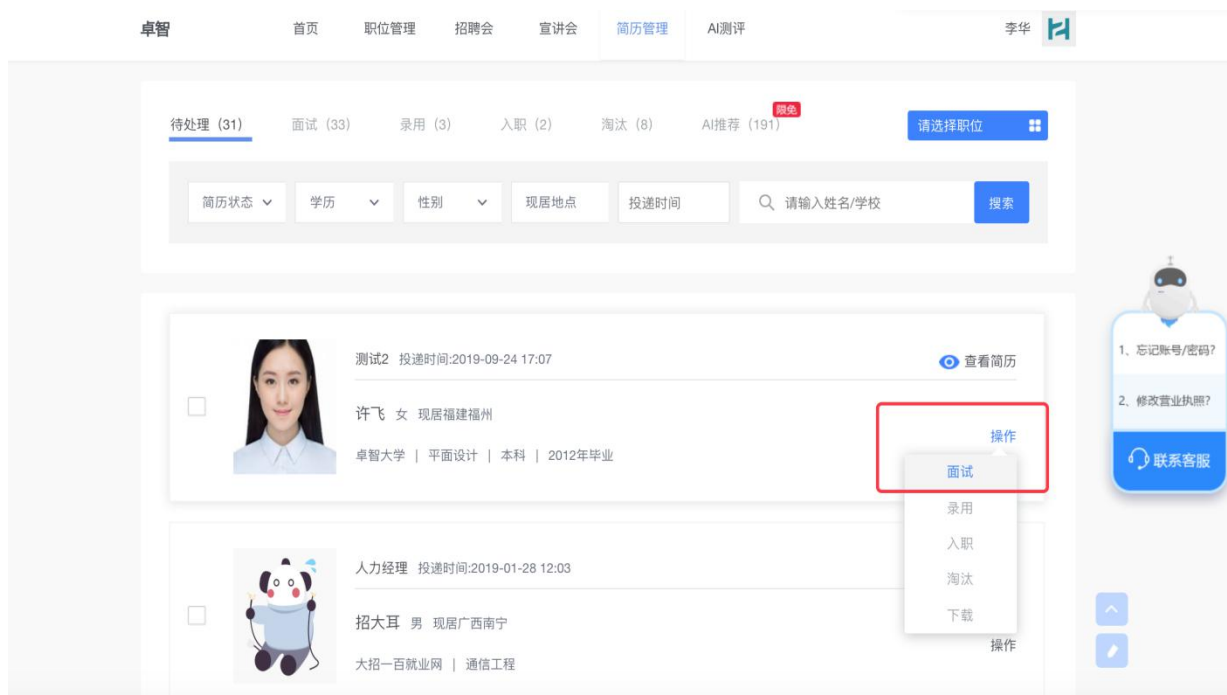 卓智 首页 职位管理 招聘会 宣讲会 简历管理 AI测评 李华
限免
待处理（31） 面试（33） 录用（3） 入职（2） 淘汰（8） AI推荐（191） 请选择职位
简历状态 学历 性别 现居地点 投递时间 请输入姓名/学校 搜索
测试2 投递时间:2019-09-24 17:07 查看简历
许飞 女 现居福建福州
操作
卓智大学 | 平面设计 | 本科 | 2012年毕业
面试
录用
入职
淘汰
下载
人力经理 投递时间:2019-01-28 12:03
招大耳 男 现居广西南宁
操作
大招一百就业网 | 通信工程
1、忘记账号/密码?
2、修改营业执照?
联系客服